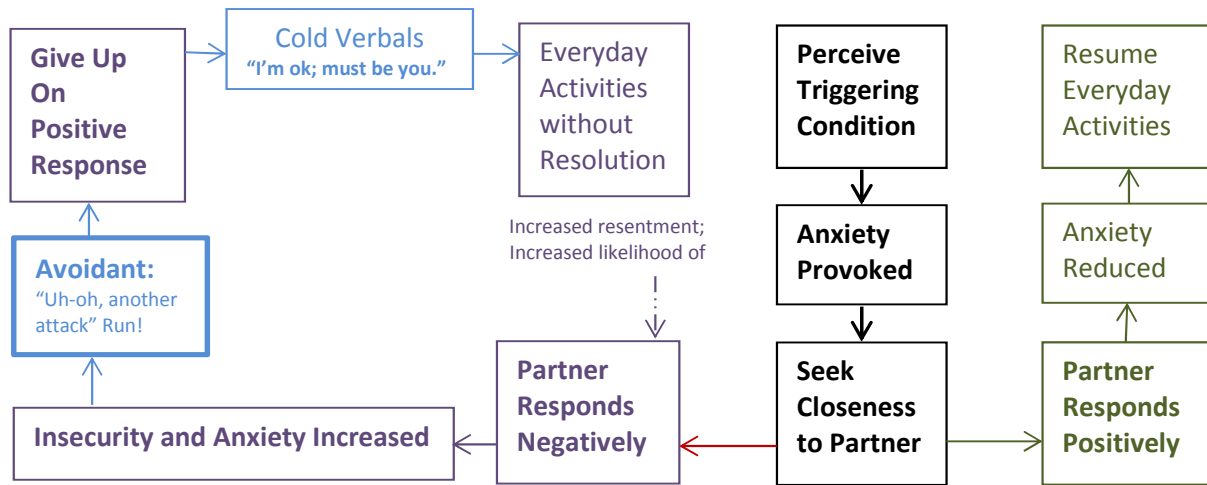 Give Up
On
Positive
Response
Cold Verbals
“I’m ok; must be you.”
Everyday
Activities
without
Resolution
Perceive
Triggering
Condition
Resume
Everyday
Activities
Increased resentment;
Increased likelihood of
Avoidant:
“Uh-oh, another
attack” Run!
Anxiety
Provoked
Anxiety
Reduced
Insecurity and Anxiety Increased
Partner
Responds
Negatively
Seek
Closeness
to Partner
Partner
Responds
Positively